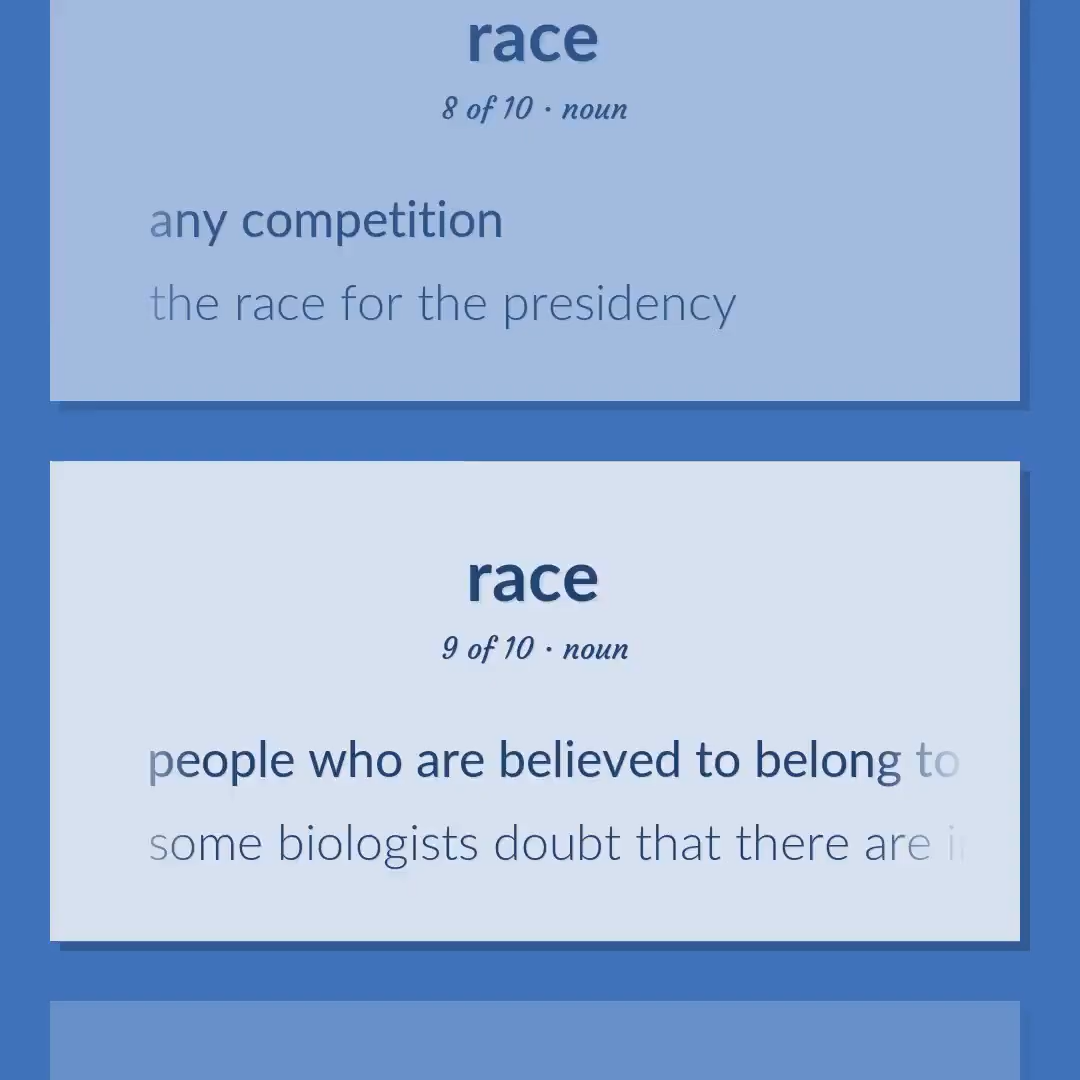 race
8 of 10 · noun
any competition
the race for the presidency
race
9 of 10 · noun
people who are believed to belong to
some biologists doubt that there are